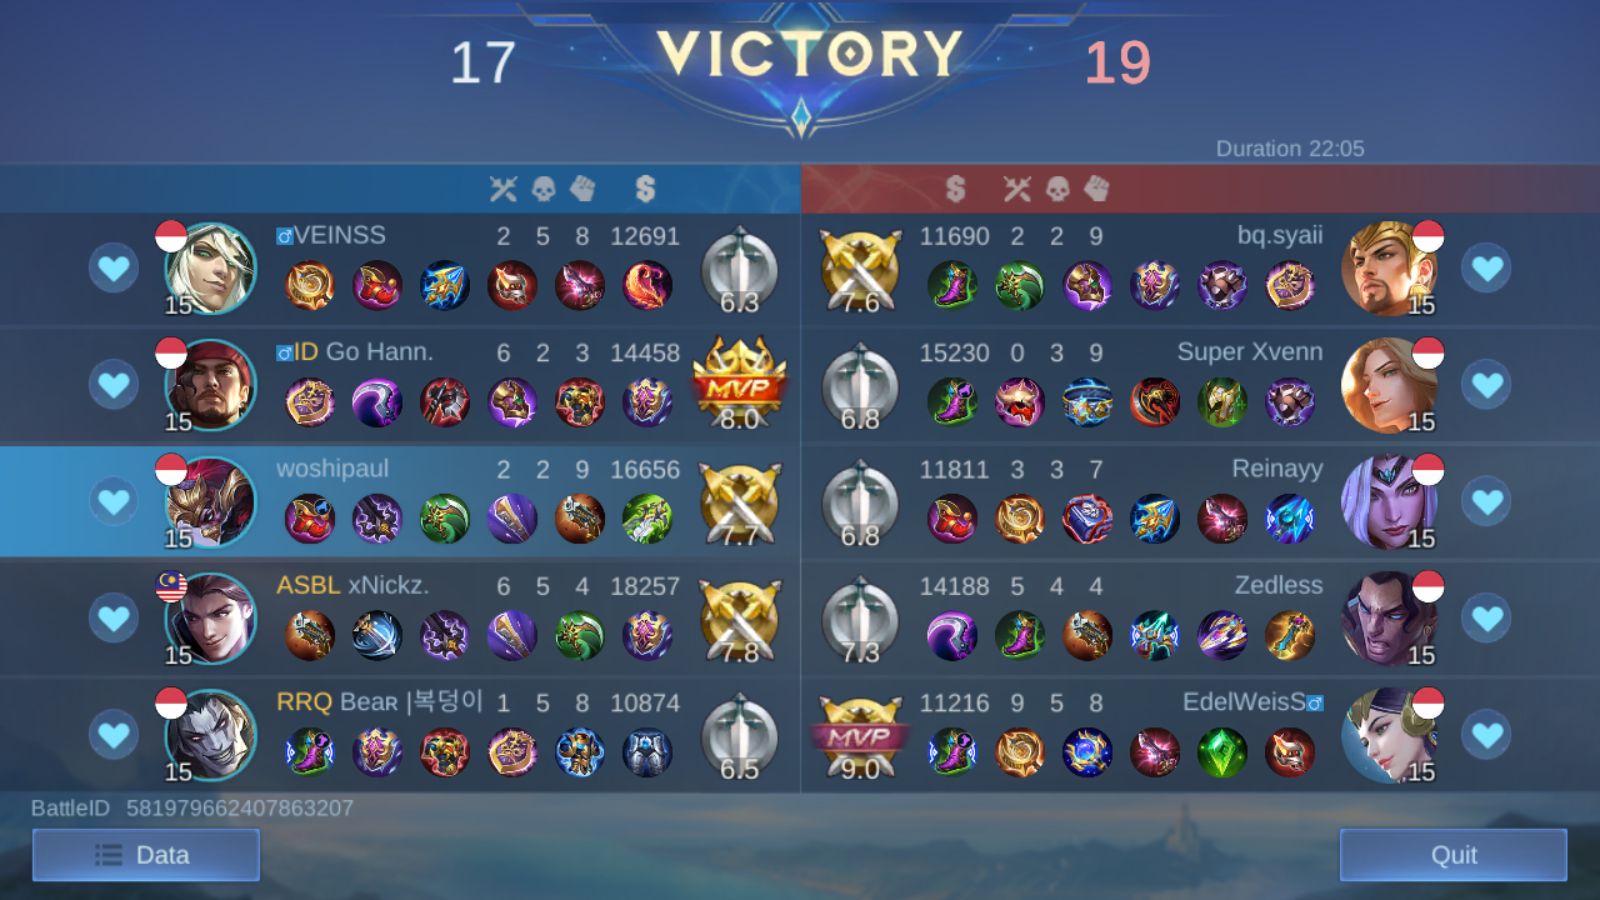 17 VICTORY 19
Duration 22:05
VEINSS 2 5 8 12691
15 6.3
11690 2 2 9 bq.syaii
7.6 15
ID Go Hann. 6 2 3 14458
15 MVP 8.0
15230 0 3 9 Super Xvenn
6.8 15
woshipaul 2 2 9 16656
15 7.7
11811 3 3 7 Reinayy
6.8 15
ASBL xNickz. 6 5 4 18257
15 7.8
14188 5 4 4 Zedless
7.3 15
RRQ Beaʀ |복덩이 1 5 8 10874
15 6.5
11216 9 5 8 EdelWeisS
MVP 9.0 15
BattleID 581979662407863207
Data
Quit